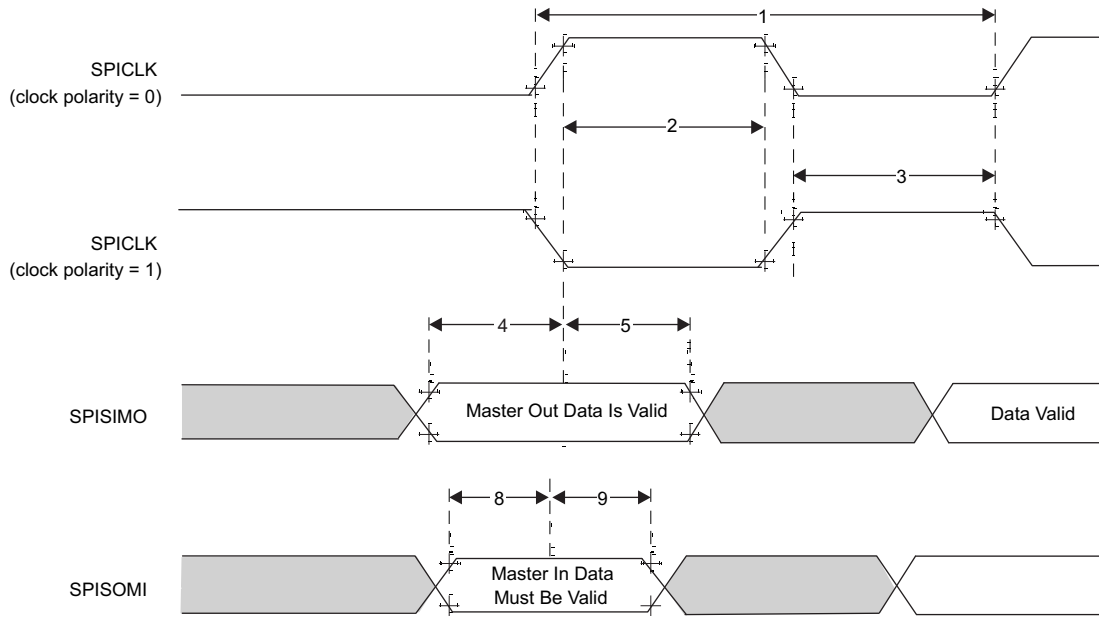 1
SPICLK
(clock polarity = 0)
2
3
SPICLK
(clock polarity = 1)
4
5
SPISIMO
Master Out Data Is Valid
Data Valid
8
9
SPISOMI
Master In Data
Must Be Valid